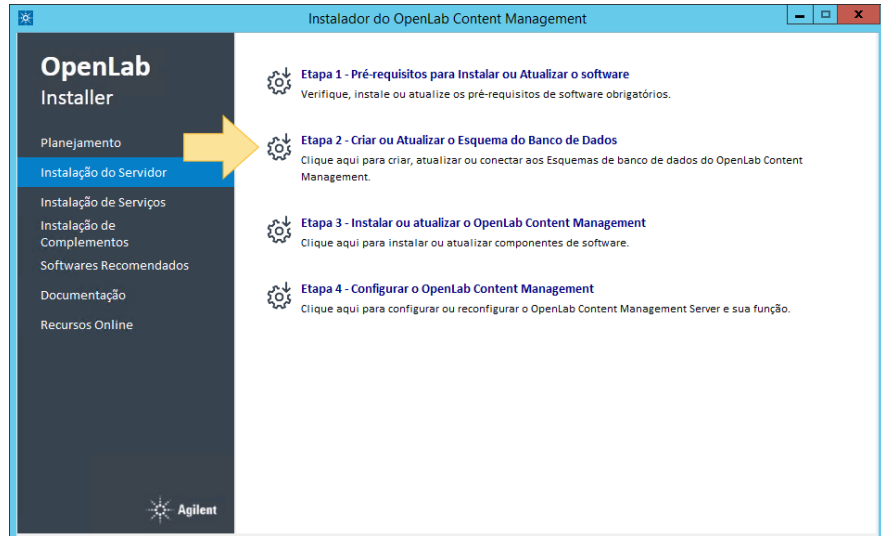 Instalador do OpenLab Content Management
OpenLab
Installer
Planejamento
Instalação do Servidor
Instalação de Serviços
Instalação de
Complementos
Softwares Recomendados
Documentação
Recursos Online
Agilent
Etapa 1 - Pré-requisitos para Instalar ou Atualizar o software
Verifique, instale ou atualize os pré-requisitos de software obrigatórios.
Etapa 2 - Criar ou Atualizar o Esquema do Banco de Dados
Clique aqui para criar, atualizar ou conectar aos Esquemas de banco de dados do OpenLab Content
Management.
Etapa 3 - Instalar ou atualizar o OpenLab Content Management
Clique aqui para instalar ou atualizar componentes de software.
Etapa 4 - Configurar o OpenLab Content Management
Clique aqui para configurar ou reconfigurar o OpenLab Content Management Server e sua função.